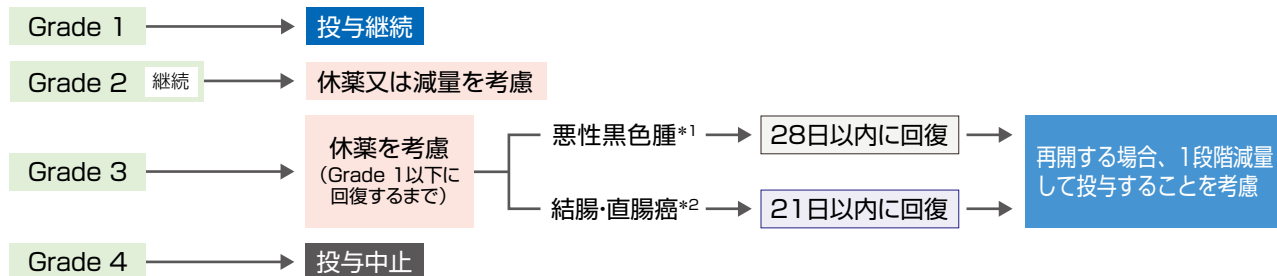 Grade 1
投与継続
Grade 2 継続
休薬又は減量を考慮
Grade 3
休薬を考慮
（Grade 1以下に
回復するまで）
悪性黒色腫*1
28日以内に回復
結腸・直腸癌*2
21日以内に回復
再開する場合、1段階減量
して投与することを考慮
Grade 4
投与中止